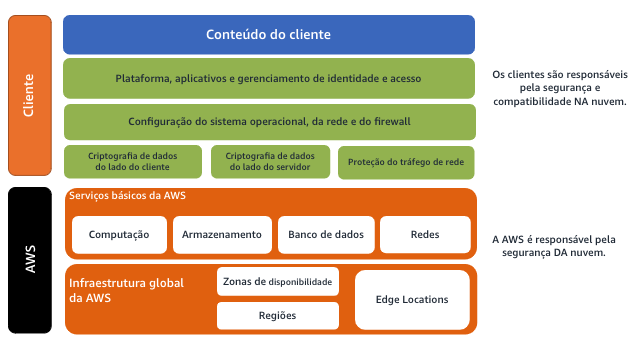 Cliente
Conteúdo do cliente
Plataforma, aplicativos e gerenciamento de identidade e acesso
Configuração do sistema operacional, da rede e do firewall
Criptografia de dados
do lado do cliente
Criptografia de dados
do lado do servidor
Proteção do tráfego de rede
Os clientes são responsáveis
pela segurança e
compatibilidade NA nuvem.
AWS
Serviços básicos da AWS
Computação
Armazenamento
Banco de dados
Redes
Infraestrutura global
da AWS
Zonas de disponibilidade
Regiões
Edge Locations
A AWS é responsável pela
segurança DA nuvem.